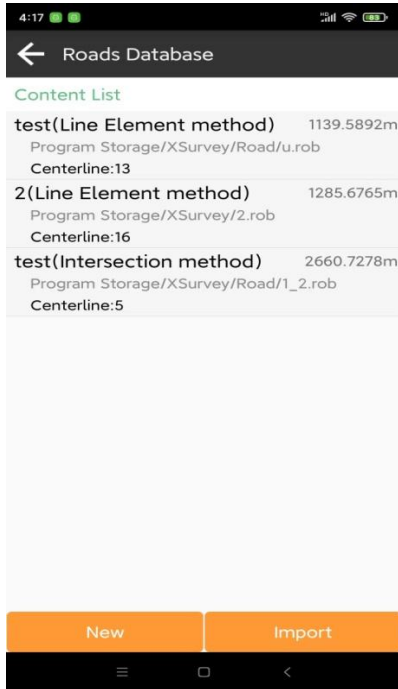 4:17
HD
63
Roads Database
Content List
test(Line Element method) 1139.5892m
Program Storage/XSurvey/Road/u.rob
Centerline:13
2(Line Element method) 1285.6765m
Program Storage/XSurvey/2.rob
Centerline:16
test(Intersection method) 2660.7278m
Program Storage/XSurvey/Road/1_2.rob
Centerline:5
New Import